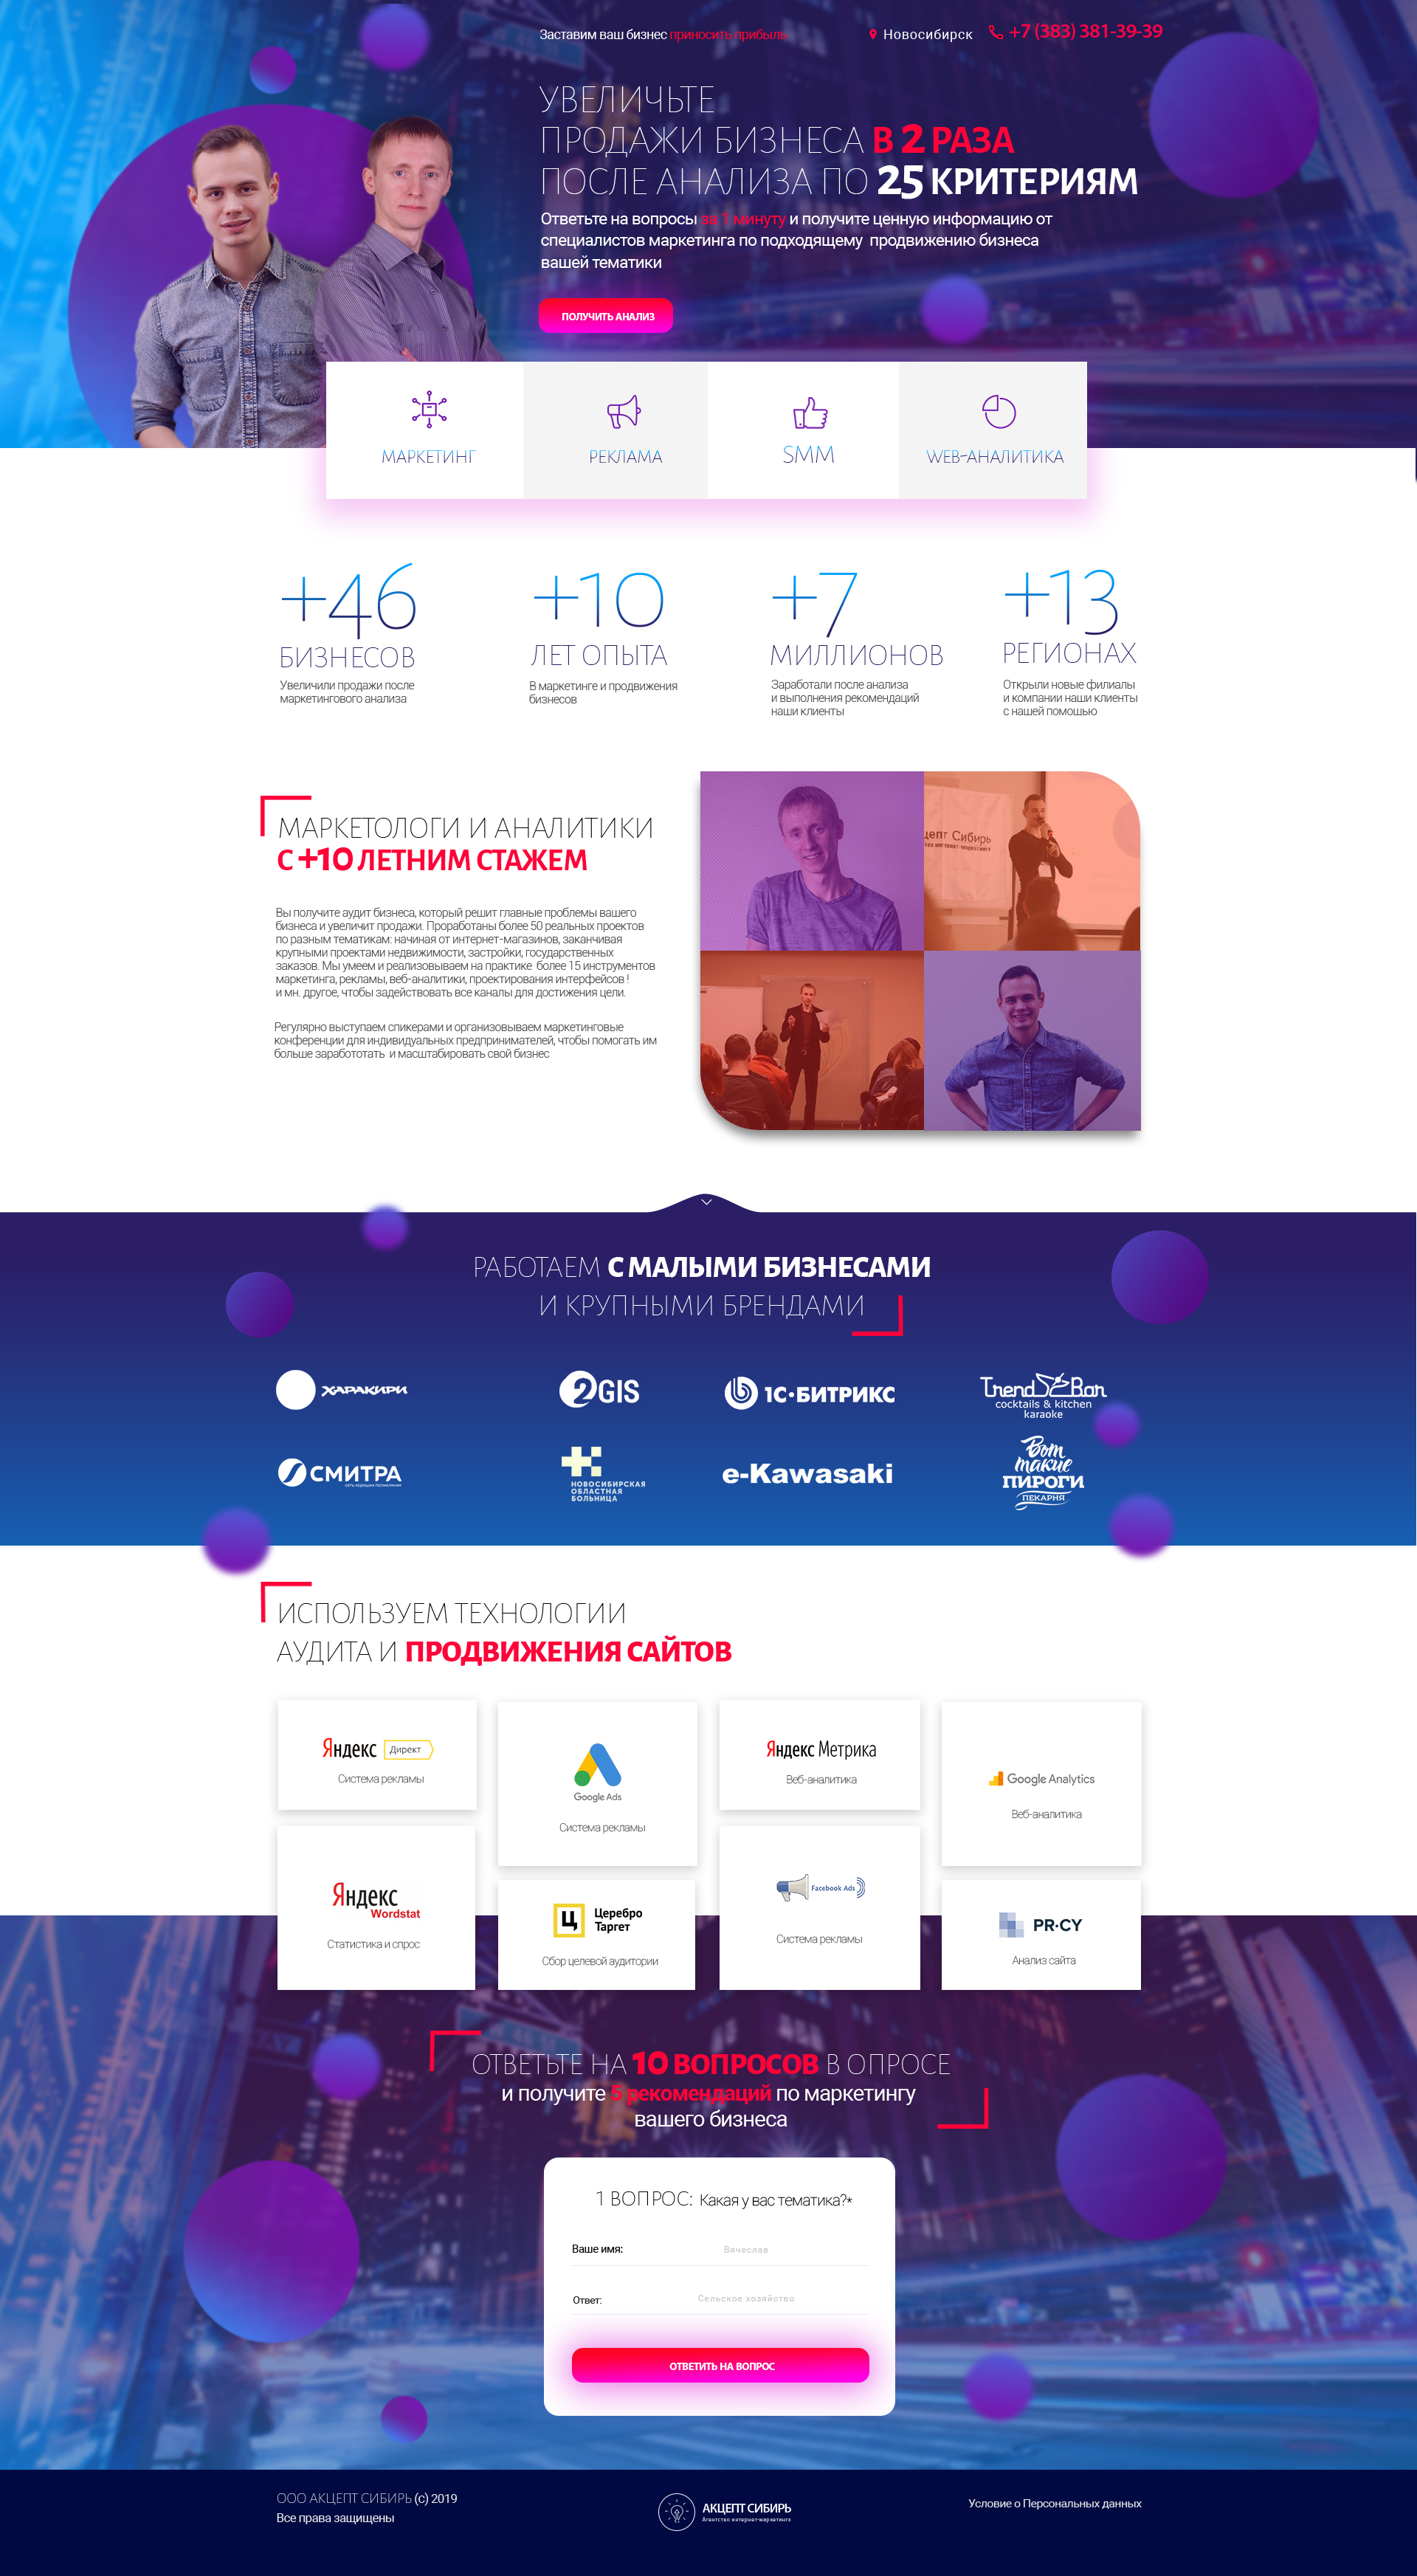 Заставим ваш бизнес приносить прибыль
Новосибирск
+7 (383) 381-39-39
УВЕЛИЧЬТЕ
ПРОДАЖИ БИЗНЕСА В 2 РАЗА
ПОСЛЕ АНАЛИЗА ПО 25 КРИТЕРИЯМ
Ответьте на вопросы за 1 минуту и получите ценную информацию от
специалистов маркетинга по подходящему продвижению бизнеса
вашей тематики
ПОЛУЧИТЬ АНАЛИЗ
МАРКЕТИНГ
РЕКЛАМА
SMM
WEB-АНАЛИТИКА
+46
БИЗНЕСОВ
Увеличили продажи после
маркетингового анализа
+10
ЛЕТ ОПЫТА
В маркетинге и продвижения
бизнесов
+7
МИЛЛИОНОВ
Заработали после анализа
и выполнения рекомендаций
наши клиенты
+13
РЕГИОНАХ
Открыли новые филиалы
и компании наши клиенты
с нашей помощью
МАРКЕТОЛОГИ И АНАЛИТИКИ
С +10 ЛЕТНИМ СТАЖЕМ
Вы получите аудит бизнеса, который решит главные проблемы вашего
бизнеса и увеличит продажи. Проработаны более 50 реальных проектов
по разным тематикам: начиная от интернет-магазинов, заканчивая
крупными проектами недвижимости, застройки, государственных
заказов. Мы умеем и реализовываем на практике более 15 инструментов
маркетинга, рекламы, веб-аналитики, проектирования интерфейсов !
и мн. другое, чтобы задействовать все каналы для достижения цели.
Регулярно выступаем спикерами и организовываем маркетинговые
конференции для индивидуальных предпринимателей, чтобы помогать им
больше заработотать и масштабировать свой бизнес
цепт Сибирь
РАБОТАЕМ С МАЛЫМИ БИЗНЕСАМИ
И КРУПНЫМИ БРЕНДАМИ
ХАРАКИРИ
2GIS
1С·БИТРИКС
Trend Bar
cocktails & kitchen
karaoke
СМИТРА
НОВОСИБИРСКАЯ
ОБЛАСТНАЯ
БОЛЬНИЦА
e-Kawasaki
Вот
такие
ПИРОГИ
ПЕКАРНЯ
ИСПОЛЬЗУЕМ ТЕХНОЛОГИИ
АУДИТА И ПРОДВИЖЕНИЯ САЙТОВ
Яндекс Директ
Система рекламы
Google Ads
Система рекламы
Яндекс Метрика
Веб-аналитика
Google Analytics
Веб-аналитика
Яндекс
Wordstat
Статистика и спрос
Ц Церебро
Таргет
Сбор целевой аудитории
Facebook Ads
Система рекламы
PR·CY
Анализ сайта
ОТВЕТЬТЕ НА 10 ВОПРОСОВ В ОПРОСЕ
и получите 5 рекомендаций по маркетингу
вашего бизнеса
1 ВОПРОС: Какая у вас тематика?*
Ваше имя: Вячеслав
Ответ: Сельское хозяйство
ОТВЕТИТЬ НА ВОПРОС
ООО АКЦЕПТ СИБИРЬ (с) 2019
Все права защищены
АКЦЕПТ СИБИРЬ
Агентство интернет-маркетинга
Условие о Персональных данных